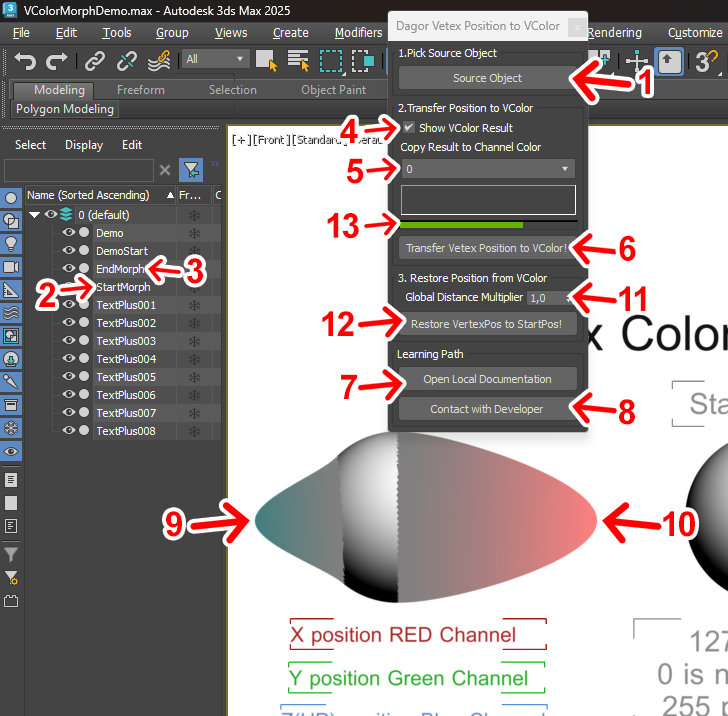 VColorMorphDemo.max - Autodesk 3ds Max 2025
File Edit Tools Group Views Create Modifiers Rendering Customize
All
3
Modeling Freeform Selection Object Paint
Polygon Modeling
Select Display Edit
Name (Sorted Ascending) Fr...
0 (default)
Demo
DemoStart
EndMorph
StartMorph
TextPlus001
TextPlus002
TextPlus003
TextPlus004
TextPlus005
TextPlus006
TextPlus007
TextPlus008
Dagor Vetex Position to VColor
1.Pick Source Object
Source Object
2.Transfer Position to VColor
Show VColor Result
Copy Result to Channel Color
0
Transfer Vetex Position to VColor!
3. Restore Position from VColor
Global Distance Multiplier 1,0
Restore VertexPos to StartPos!
Learning Path
Open Local Documentation
Contact with Developer
1
4
5
13
6
3
2
11
12
7
8
9
10
[+][Front][Standard]
x Color
Sta
X position RED Channel
Y position Green Channel
Z(UP) position Blue Channel
127
0 is n
255 p